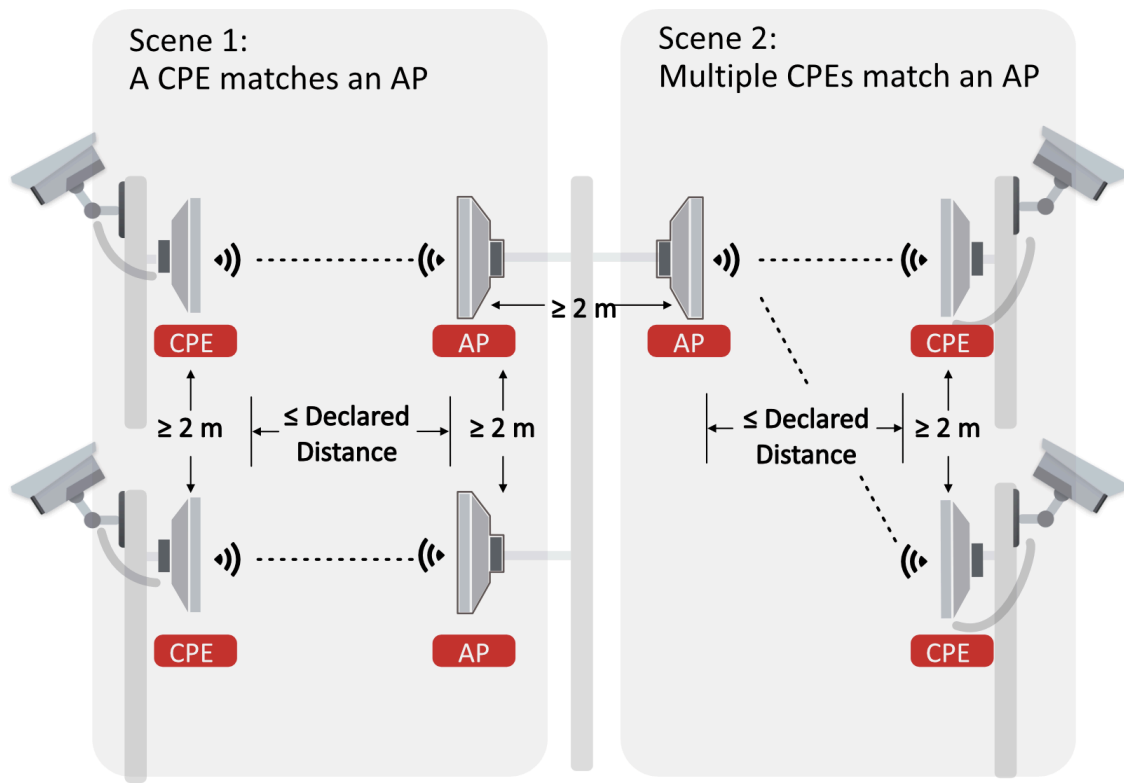 Scene 1:
A CPE matches an AP
Scene 2:
Multiple CPEs match an AP
≥ 2 m
CPE
AP
AP
CPE
≥ 2 m
≤ Declared
Distance
≥ 2 m
≤ Declared
Distance
≥ 2 m
CPE
AP
CPE